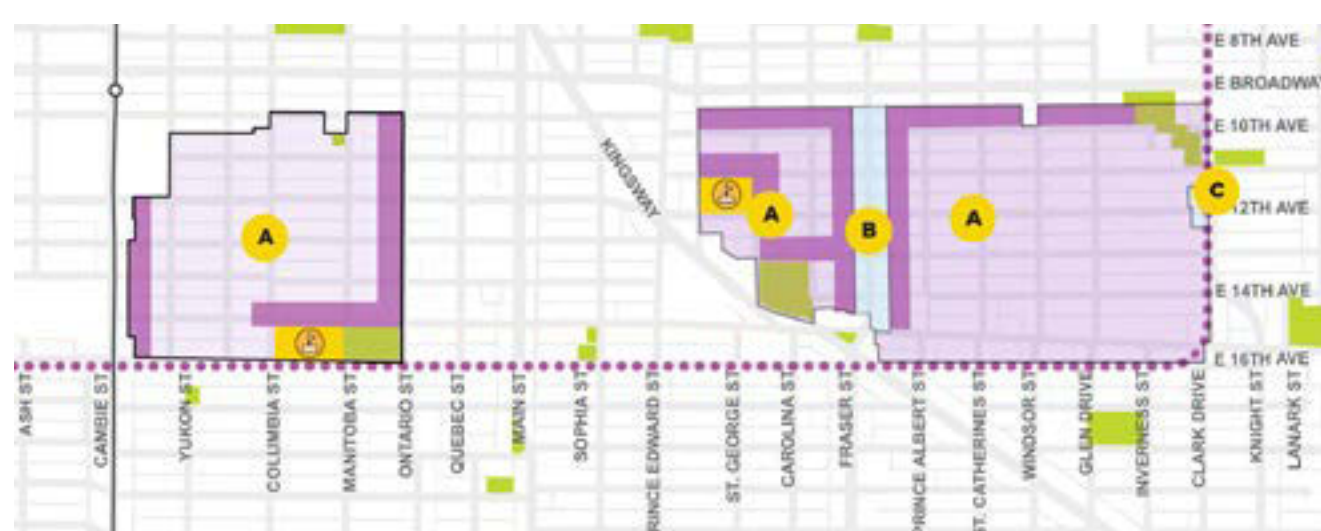 E 8TH AVE
E BROADWAY
E 10TH AVE
KINGSWAY
C
12TH AVE
A
A
B
A
E 14TH AVE
E 16TH AVE
ASH ST
CAMBIE ST
YUKON ST
COLUMBIA ST
MANITOBA ST
ONTARIO ST
QUEBEC ST
MAIN ST
SOPHIA ST
RINCE EDWARD ST
ST. GEORGE ST
CAROLINA ST
FRASER ST
PRINCE ALBERT ST
ST. CATHERINES ST
WINDSOR ST
GLEN DRIVE
INVERNESS ST
CLARK DRIVE
KNIGHT ST
LANARK ST